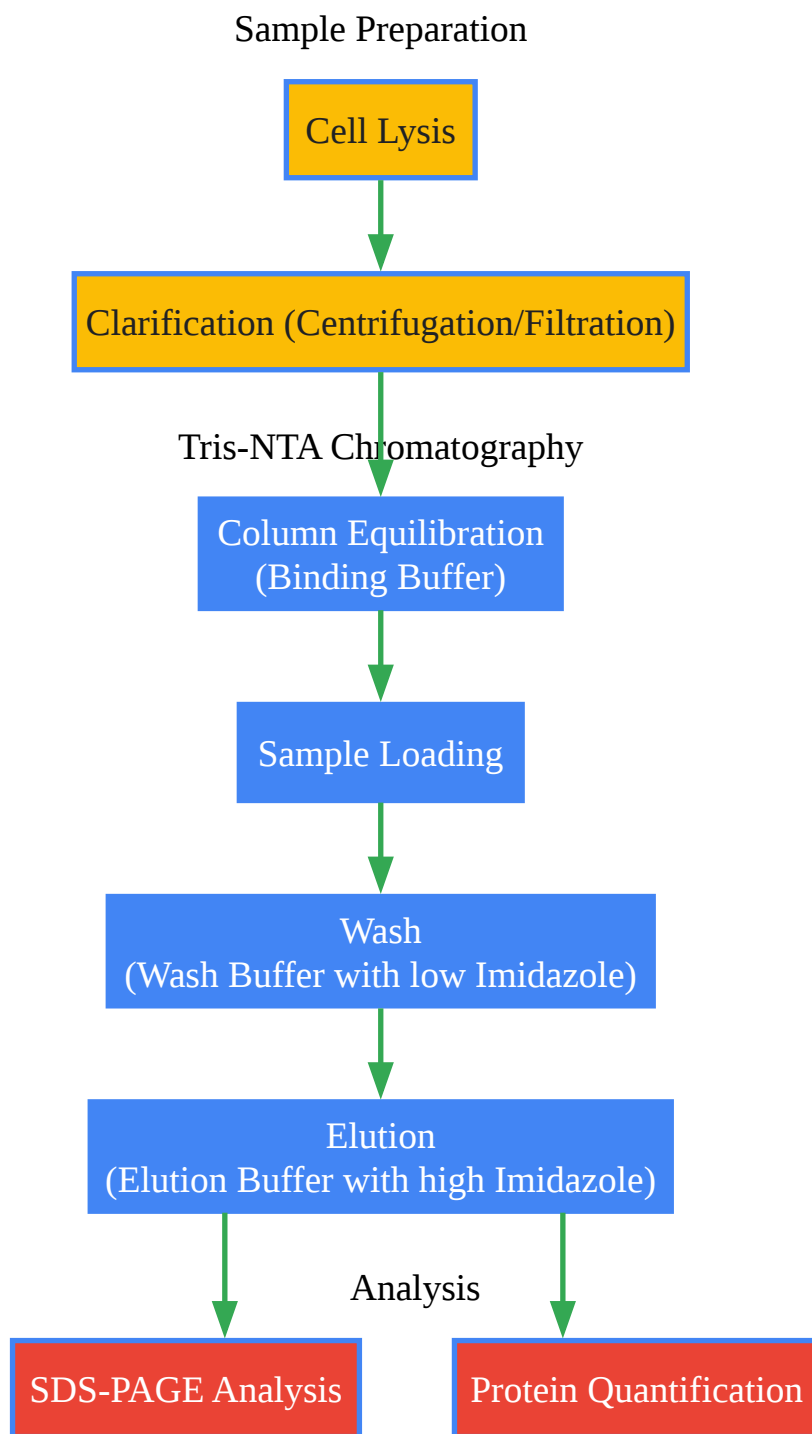 Sample Preparation
Cell Lysis
Clarification (Centrifugation/Filtration)
Tris-NTA Chromatography
Column Equilibration
(Binding Buffer)
Sample Loading
Wash
(Wash Buffer with low Imidazole)
Elution
(Elution Buffer with high Imidazole)
Analysis
SDS-PAGE Analysis
Protein Quantification